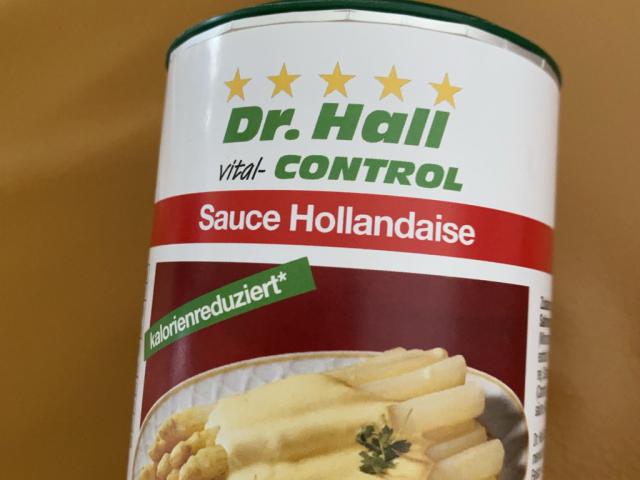 Dr. Hall
vital- CONTROL
Sauce Hollandaise
kalorienreduziert*